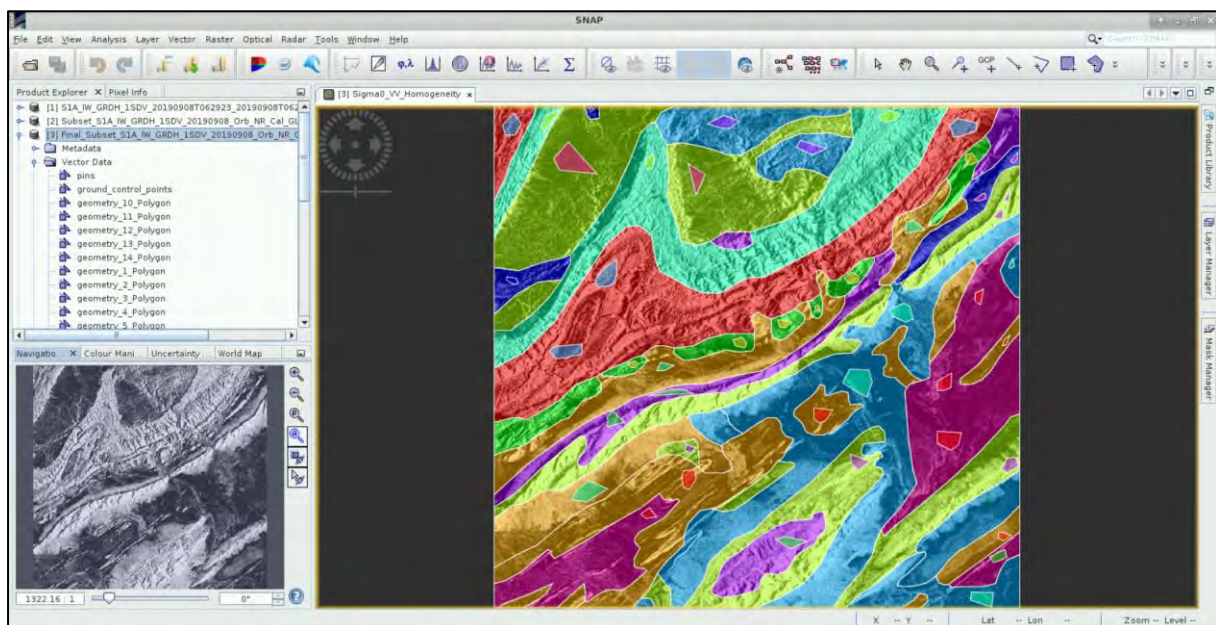 SNAP
File Edit View Analysis Layer Vector Raster Optical Radar Tools Window Help
Product Explorer X Pixel Info
[3] Sigma0_VV_Homogeneity x
[1] S1A_IW_GRDH_1SDV_20190908T062923_20190908T062
[2] Subset_S1A_IW_GRDH_1SDV_20190908_Orb_NR_Cal_GL
[3] Final_Subset_S1A_IW_GRDH_1SDV_20190908_Orb_NR_C
Metadata
Vector Data
pins
ground_control_points
geometry_10_Polygon
geometry_11_Polygon
geometry_12_Polygon
geometry_13_Polygon
geometry_14_Polygon
geometry_1_Polygon
geometry_2_Polygon
geometry_3_Polygon
geometry_4_Polygon
geometry_5_Polygon
Navigatio... X Colour Mani... Uncertainty ... World Map
1322.16 : 1
0°
φ,λ
Σ
GCP
Product Library
Layer Manager
Mask Manager
X -- Y -- Lat -- Lon -- Zoom -- Level --